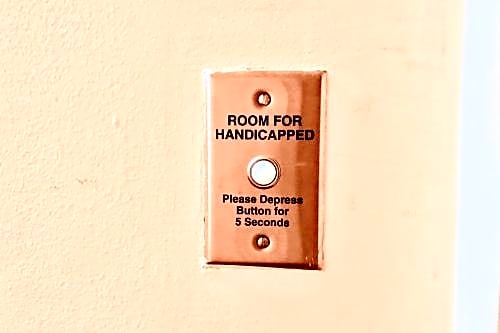 ROOM FOR
HANDICAPPED
Please Depress
Button for
5 Seconds